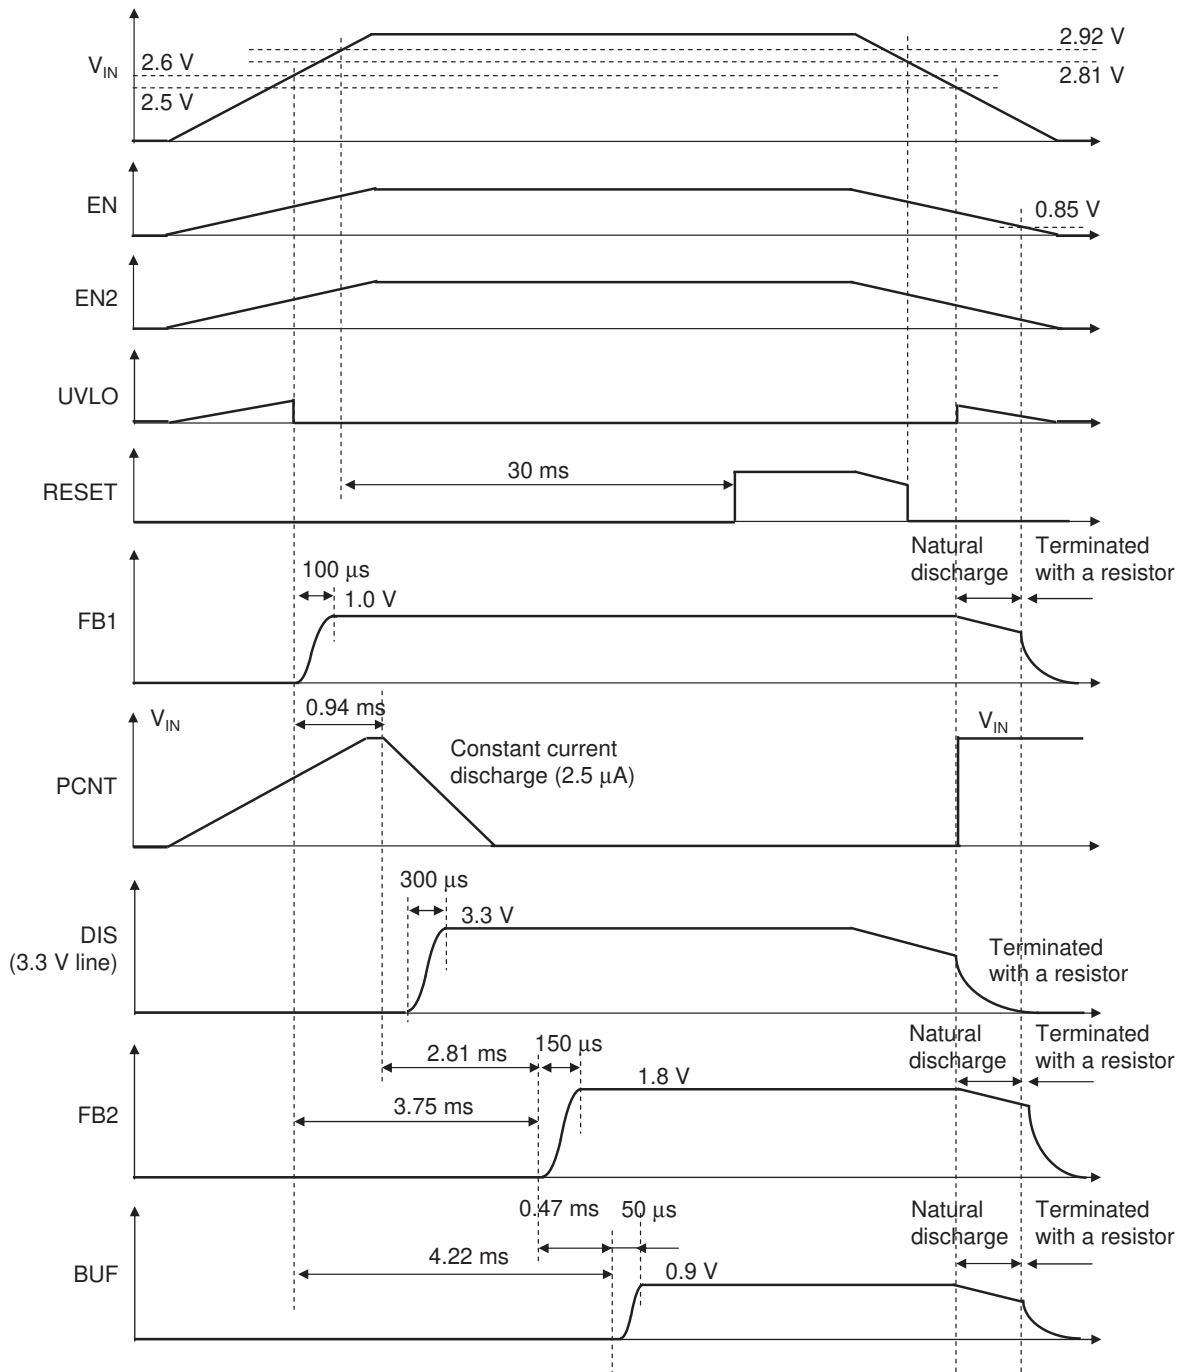 V_IN
2.6 V
2.5 V
2.92 V
2.81 V
EN
0.85 V
EN2
UVLO
RESET
30 ms
FB1
100 μs
1.0 V
Natural
discharge
Terminated
with a resistor
PCNT
V_IN
0.94 ms
Constant current
discharge (2.5 μA)
V_IN
DIS
(3.3 V line)
300 μs
3.3 V
Terminated
with a resistor
FB2
2.81 ms
150 μs
3.75 ms
1.8 V
Natural
discharge
Terminated
with a resistor
BUF
0.47 ms
50 μs
4.22 ms
0.9 V
Natural
discharge
Terminated
with a resistor